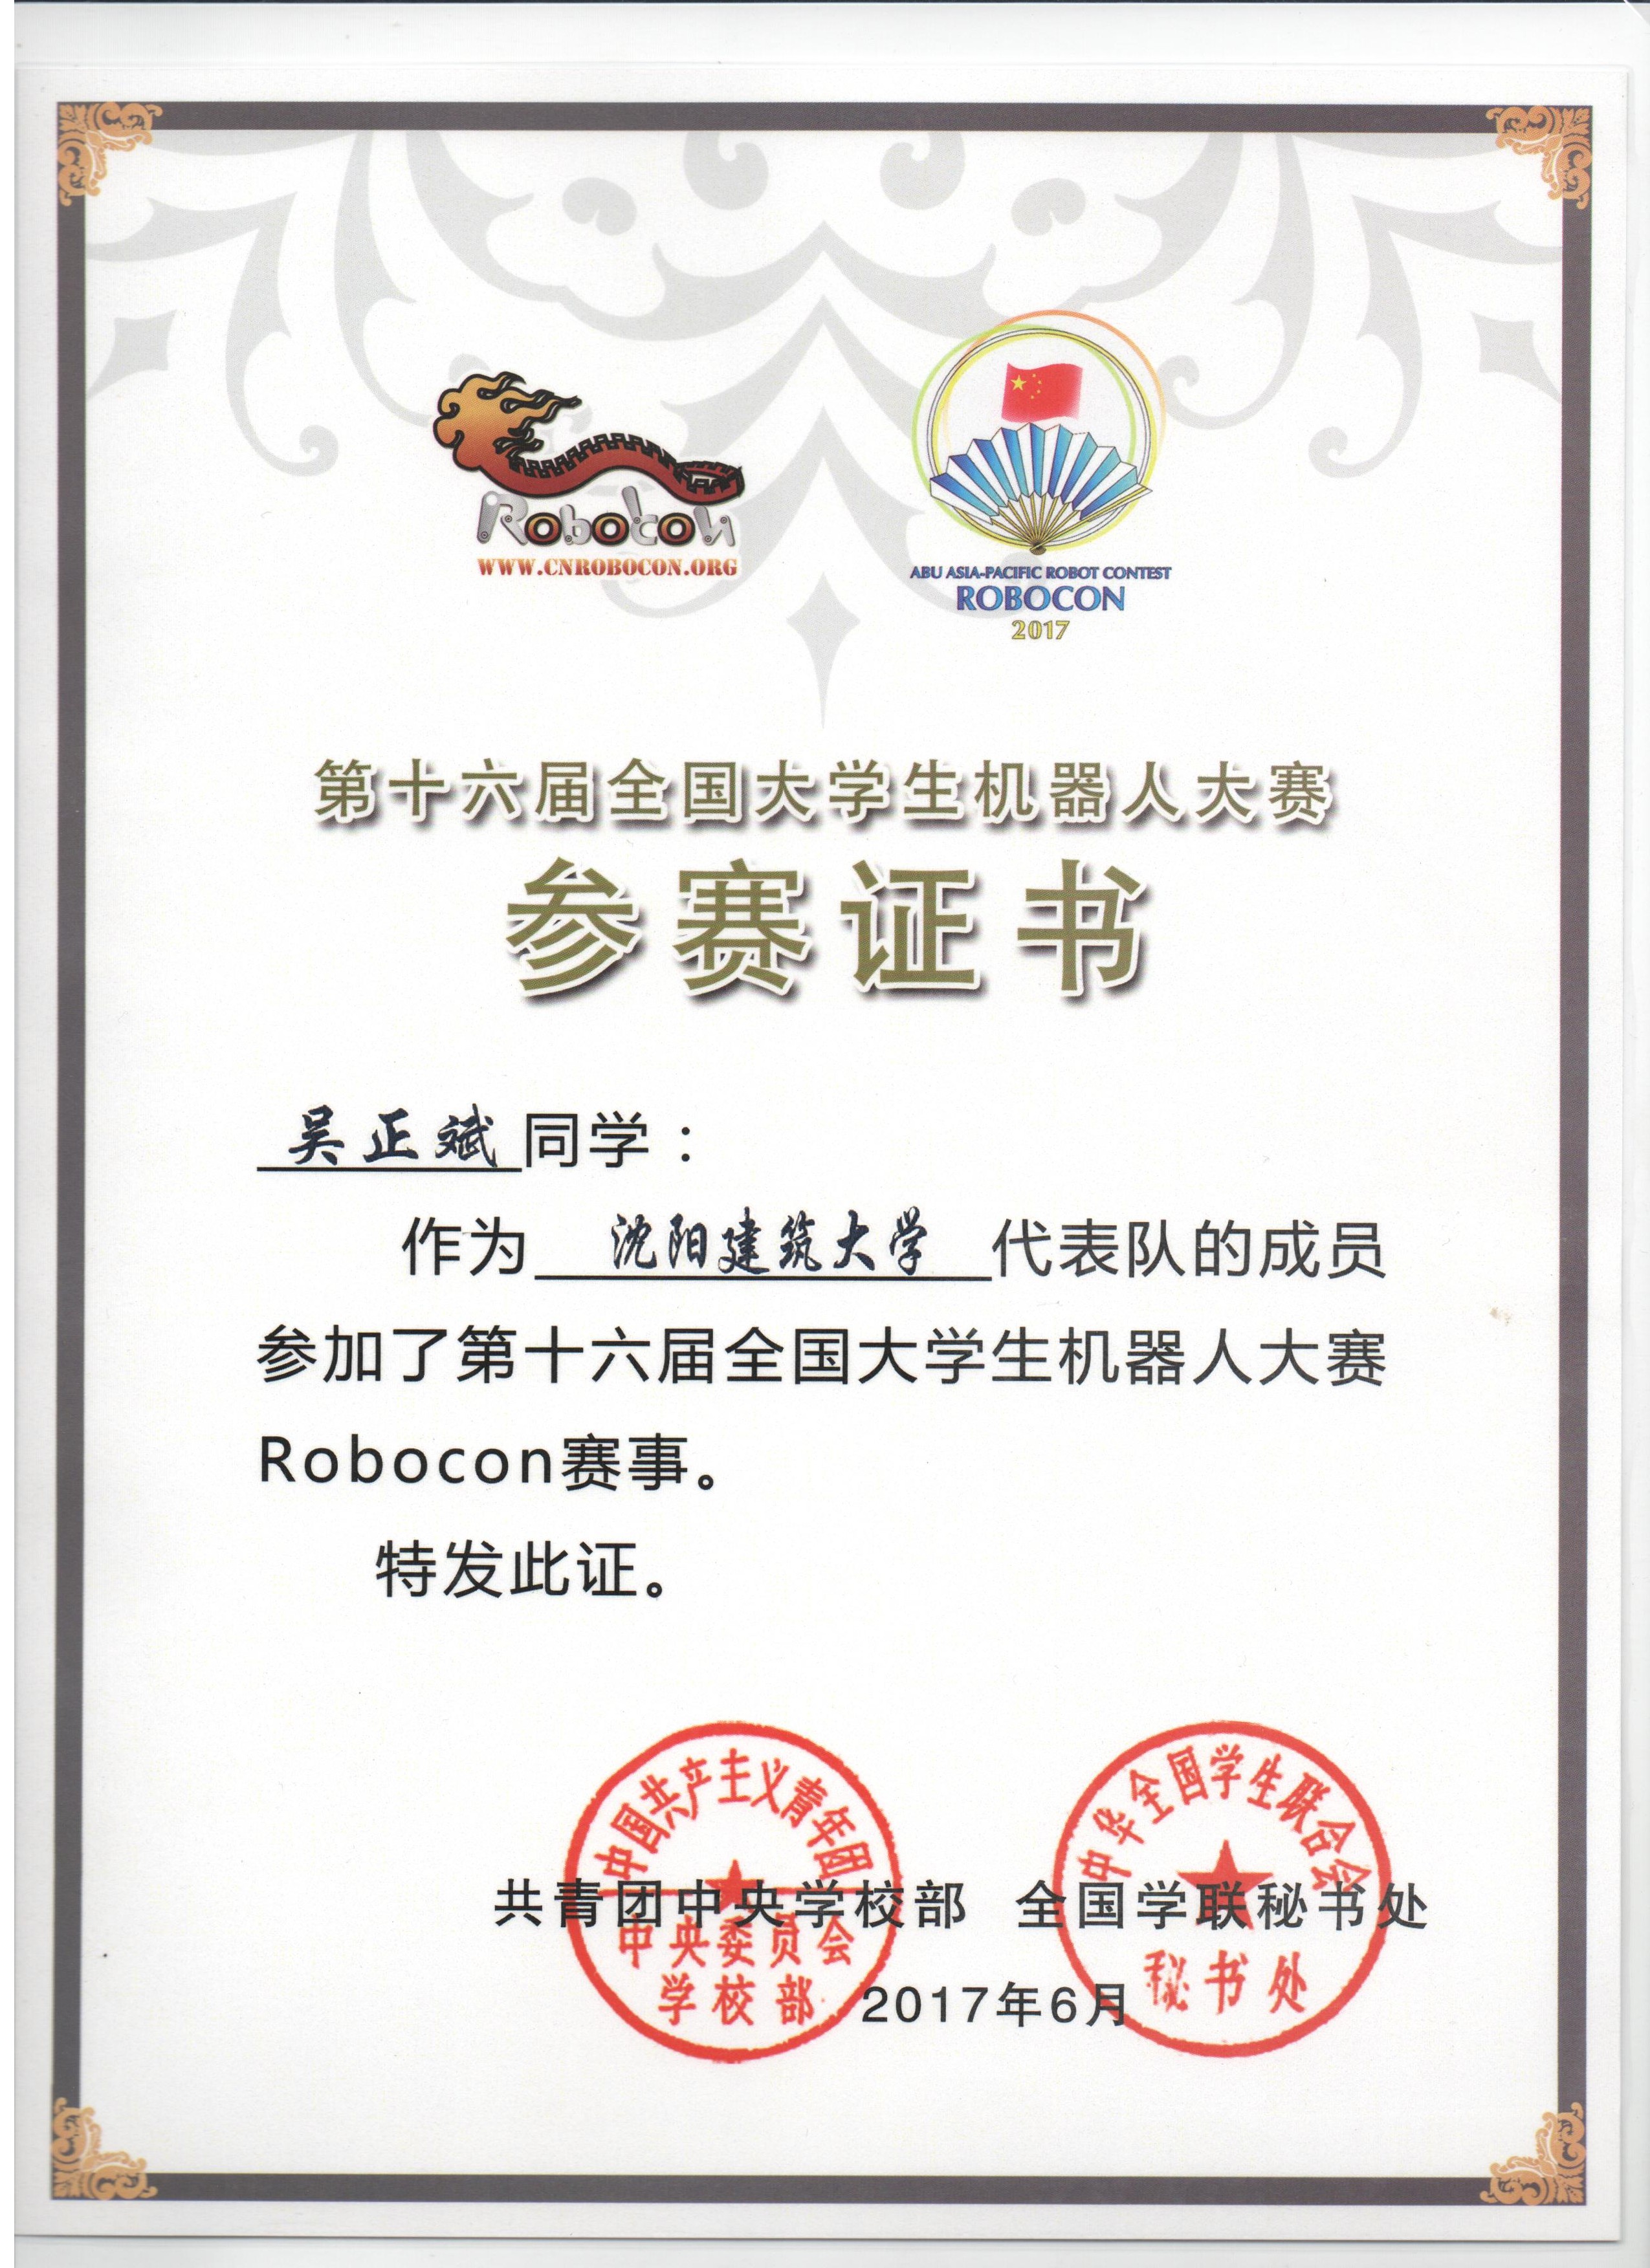 Robocon
WWW.CNROBOCON.ORG
ABU ASIA-PACIFIC ROBOT CONTEST
ROBOCON
2017
第十六届全国大学生机器人大赛
参赛证书
吴正斌同学：
作为 沈阳建筑大学 代表队的成员
参加了第十六届全国大学生机器人大赛
Robocon赛事。
特发此证。
中国共产主义青年团
中央委员会
学校部
中华全国学生联合会
秘书处
共青团中央学校部 全国学联秘书处
2017年6月